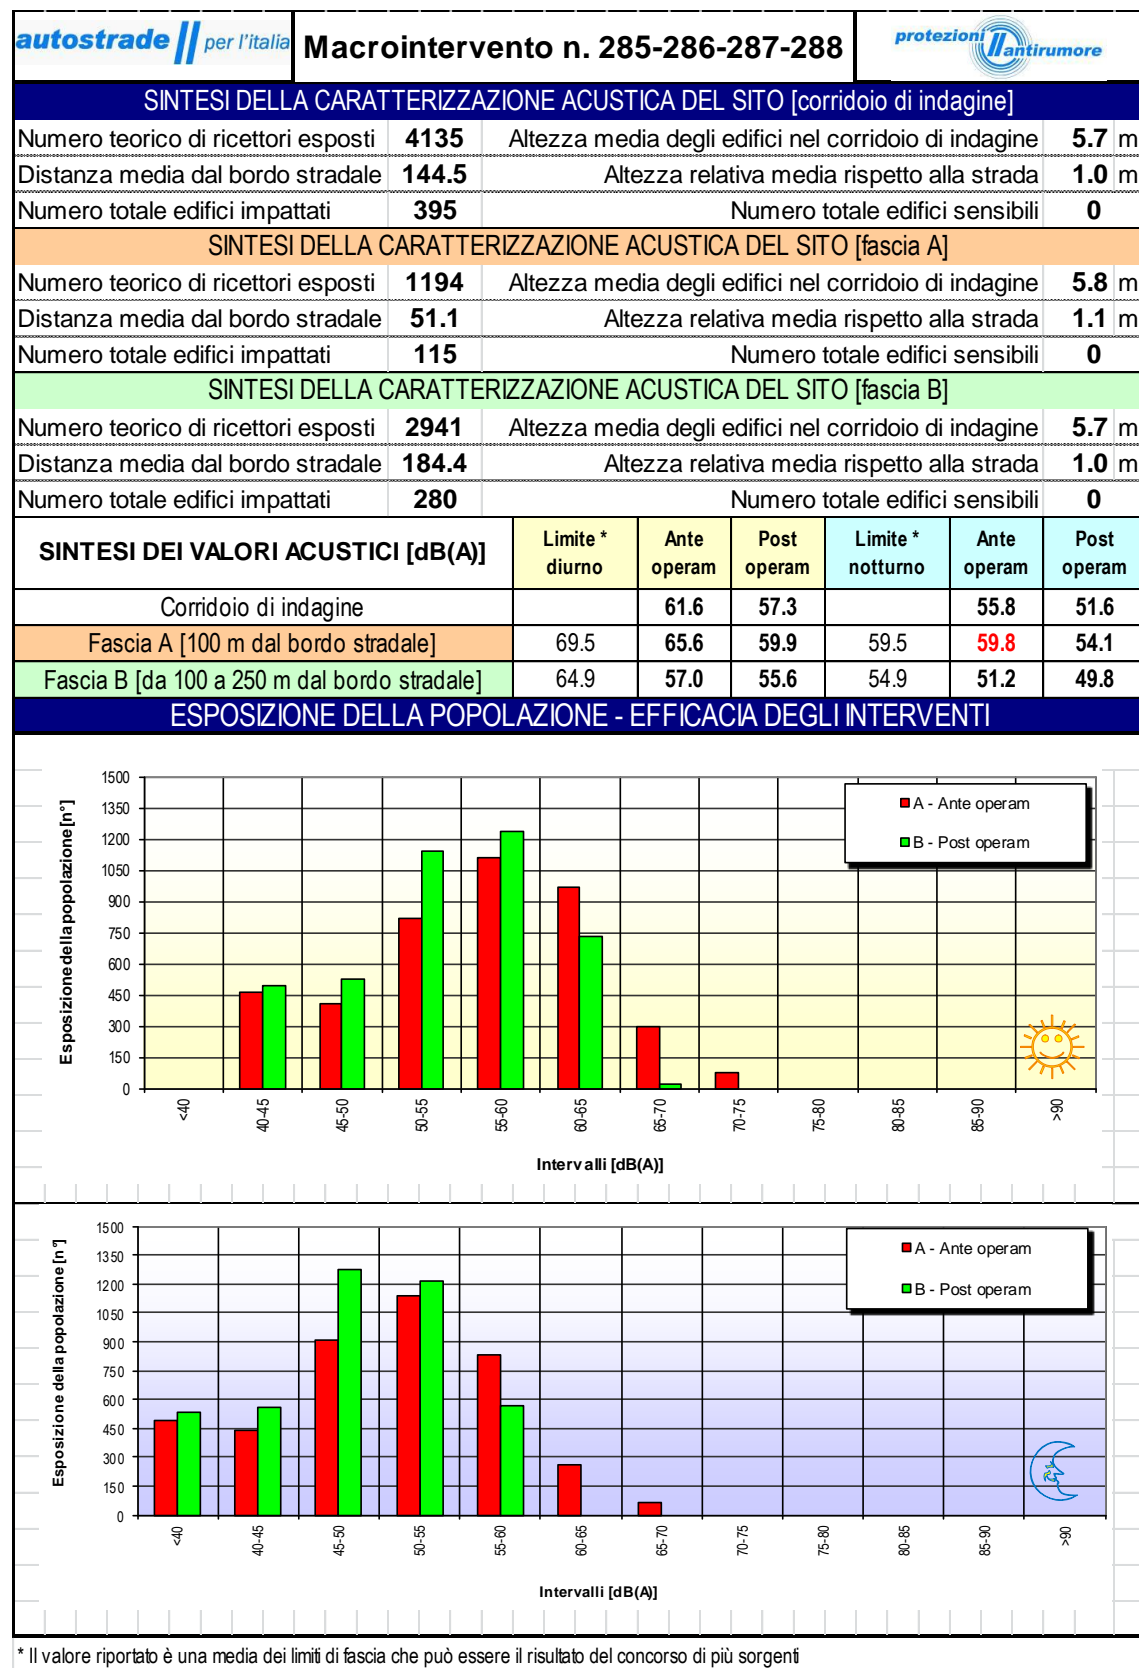 autostrade per l'italia
Macrointervento n. 285-286-287-288
protezioni antirumore
SINTESI DELLA CARATTERIZZAZIONE ACUSTICA DEL SITO [corridoio di indagine]
Numero teorico di ricettori esposti 4135 Altezza media degli edifici nel corridoio di indagine 5.7 m
Distanza media dal bordo stradale 144.5 Altezza relativa media rispetto alla strada 1.0 m
Numero totale edifici impattati 395 Numero totale edifici sensibili 0
SINTESI DELLA CARATTERIZZAZIONE ACUSTICA DEL SITO [fascia A]
Numero teorico di ricettori esposti 1194 Altezza media degli edifici nel corridoio di indagine 5.8 m
Distanza media dal bordo stradale 51.1 Altezza relativa media rispetto alla strada 1.1 m
Numero totale edifici impattati 115 Numero totale edifici sensibili 0
SINTESI DELLA CARATTERIZZAZIONE ACUSTICA DEL SITO [fascia B]
Numero teorico di ricettori esposti 2941 Altezza media degli edifici nel corridoio di indagine 5.7 m
Distanza media dal bordo stradale 184.4 Altezza relativa media rispetto alla strada 1.0 m
Numero totale edifici impattati 280 Numero totale edifici sensibili 0
SINTESI DEI VALORI ACUSTICI [dB(A)] Limite * diurno Ante operam Post operam Limite * notturno Ante operam Post operam
Corridoio di indagine 61.6 57.3 55.8 51.6
Fascia A [100 m dal bordo stradale] 69.5 65.6 59.9 59.5 59.8 54.1
Fascia B [da 100 a 250 m dal bordo stradale] 64.9 57.0 55.6 54.9 51.2 49.8
ESPOSIZIONE DELLA POPOLAZIONE - EFFICACIA DEGLI INTERVENTI
Esposizione della popolazione [n°]
1500
1350
1200
1050
900
750
600
450
300
150
0
A - Ante operam
B - Post operam
<40 40-45 45-50 50-55 55-60 60-65 65-70 70-75 75-80 80-85 85-90 >90
Intervalli [dB(A)]
Esposizione della popolazione [n°]
1500
1350
1200
1050
900
750
600
450
300
150
0
A - Ante operam
B - Post operam
<40 40-45 45-50 50-55 55-60 60-65 65-70 70-75 75-80 80-85 85-90 >90
Intervalli [dB(A)]
* Il valore riportato è una media dei limiti di fascia che può essere il risultato del concorso di più sorgenti